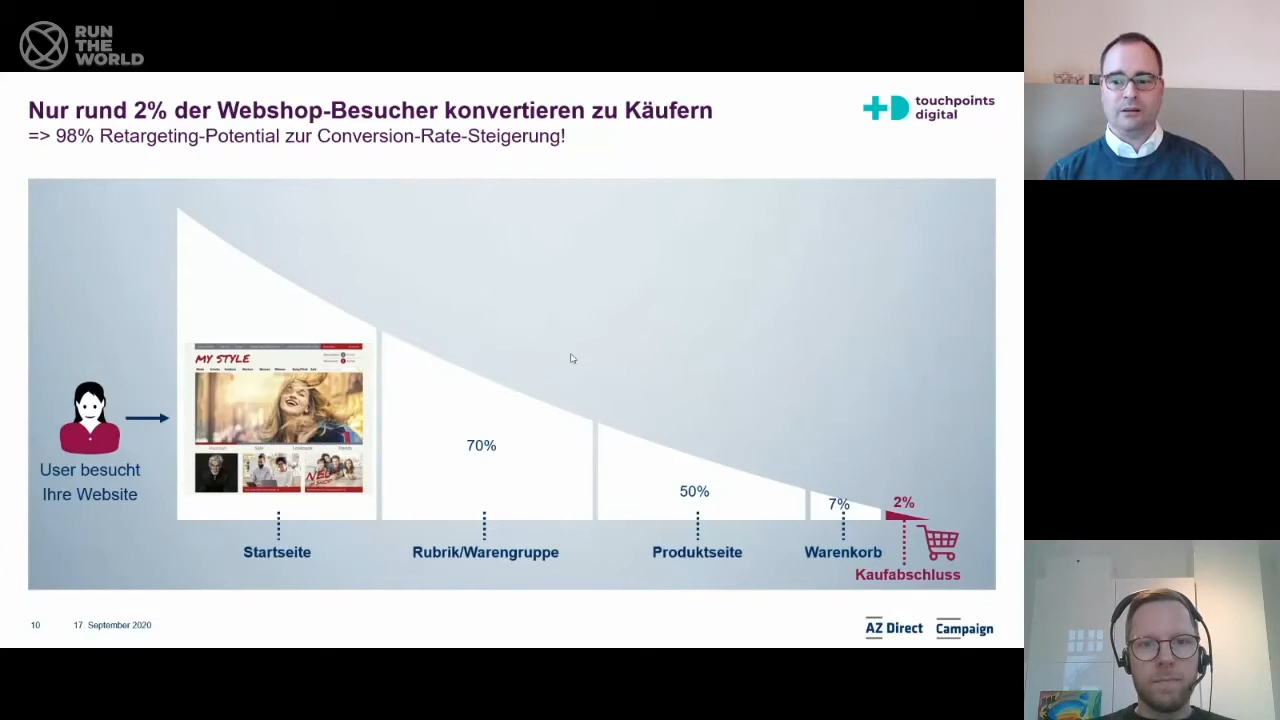 RUN
THE
WORLD
Nur rund 2% der Webshop-Besucher konvertieren zu Käufern
=> 98% Retargeting-Potential zur Conversion-Rate-Steigerung!
touchpoints
digital
MY STYLE
70%
50%
7%
2%
User besucht
Ihre Website
Startseite
Rubrik/Warengruppe
Produktseite
Warenkorb
Kaufabschluss
10
17. September 2020
AZ Direct
Campaign